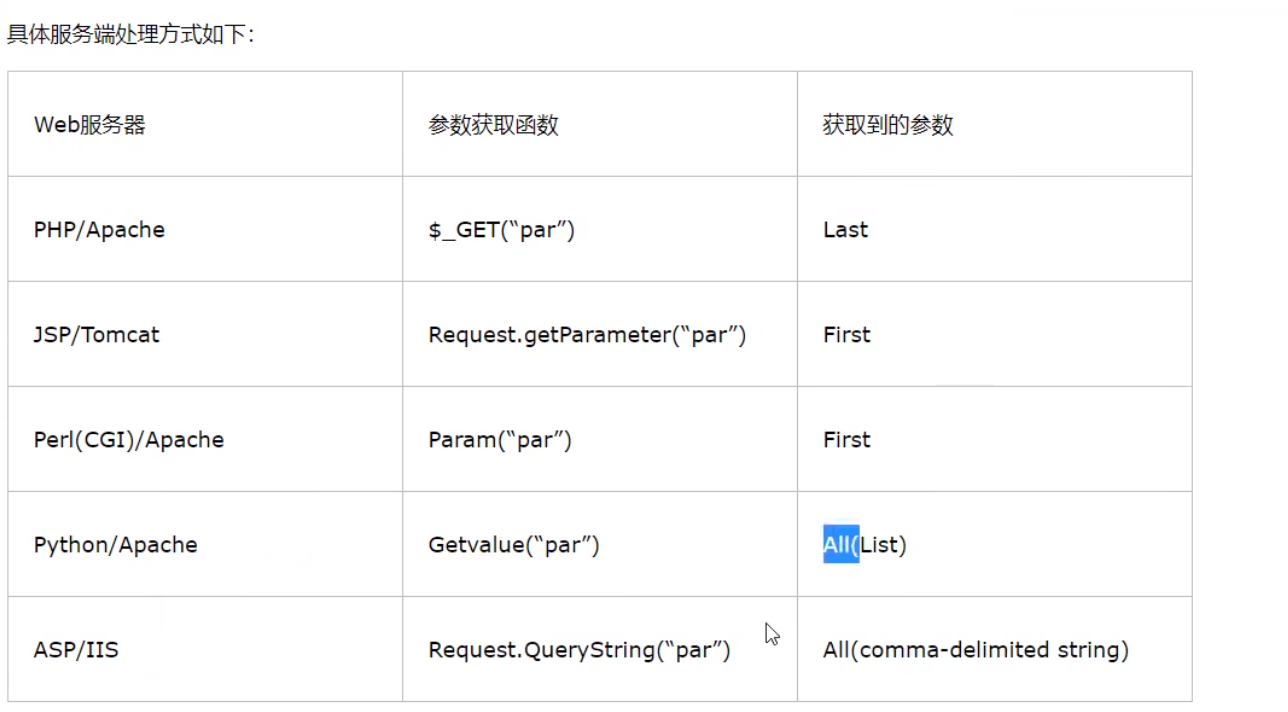 具体服务端处理方式如下：
Web服务器 参数获取函数 获取到的参数
PHP/Apache $_GET(“par”) Last
JSP/Tomcat Request.getParameter(“par”) First
Perl(CGI)/Apache Param(“par”) First
Python/Apache Getvalue(“par”) All(List)
ASP/IIS Request.QueryString(“par”) All(comma-delimited string)